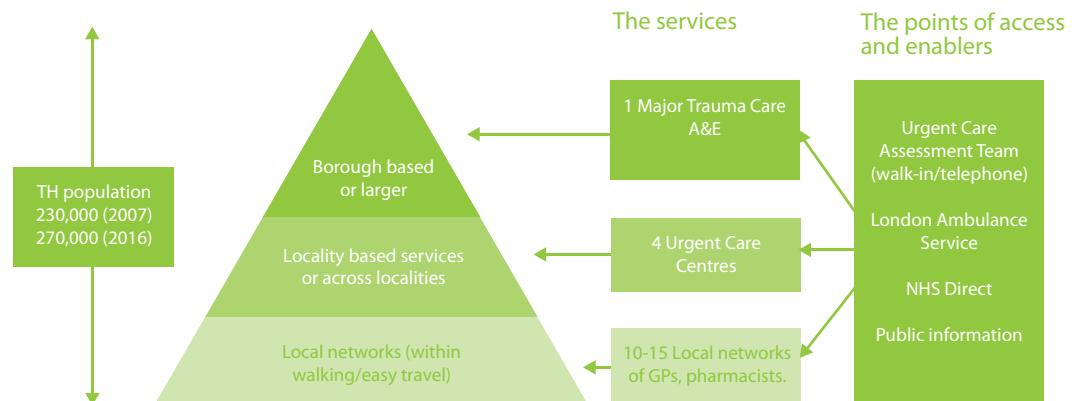 The services
The points of access
and enablers
TH population
230,000 (2007)
270,000 (2016)
Borough based
or larger
Locality based services
or across localities
Local networks (within
walking/easy travel)
1 Major Trauma Care
A&E
4 Urgent Care
Centres
10-15 Local networks
of GPs, pharmacists.
Urgent Care
Assessment Team
(walk-in/telephone)
London Ambulance
Service
NHS Direct
Public information